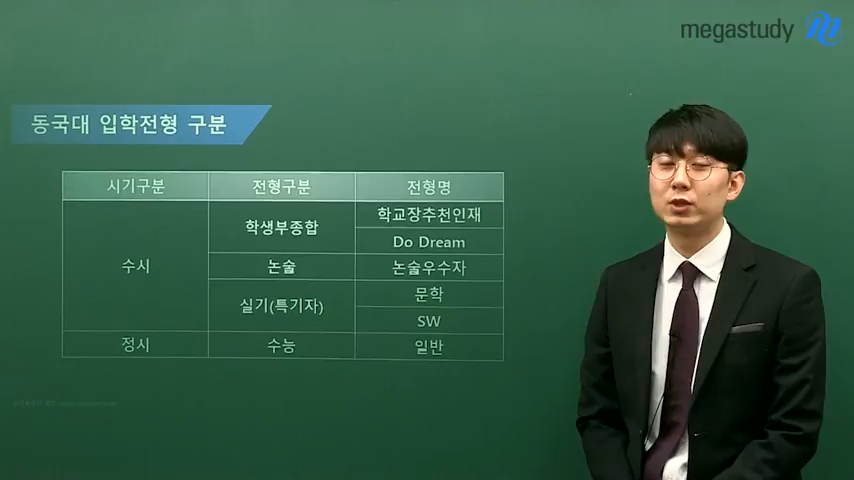 megastudy
동국대 입학전형 구분
시기구분 전형구분 전형명
수시 학생부종합 학교장추천인재
Do Dream
논술 논술우수자
실기(특기자) 문학
SW
정시 수능 일반